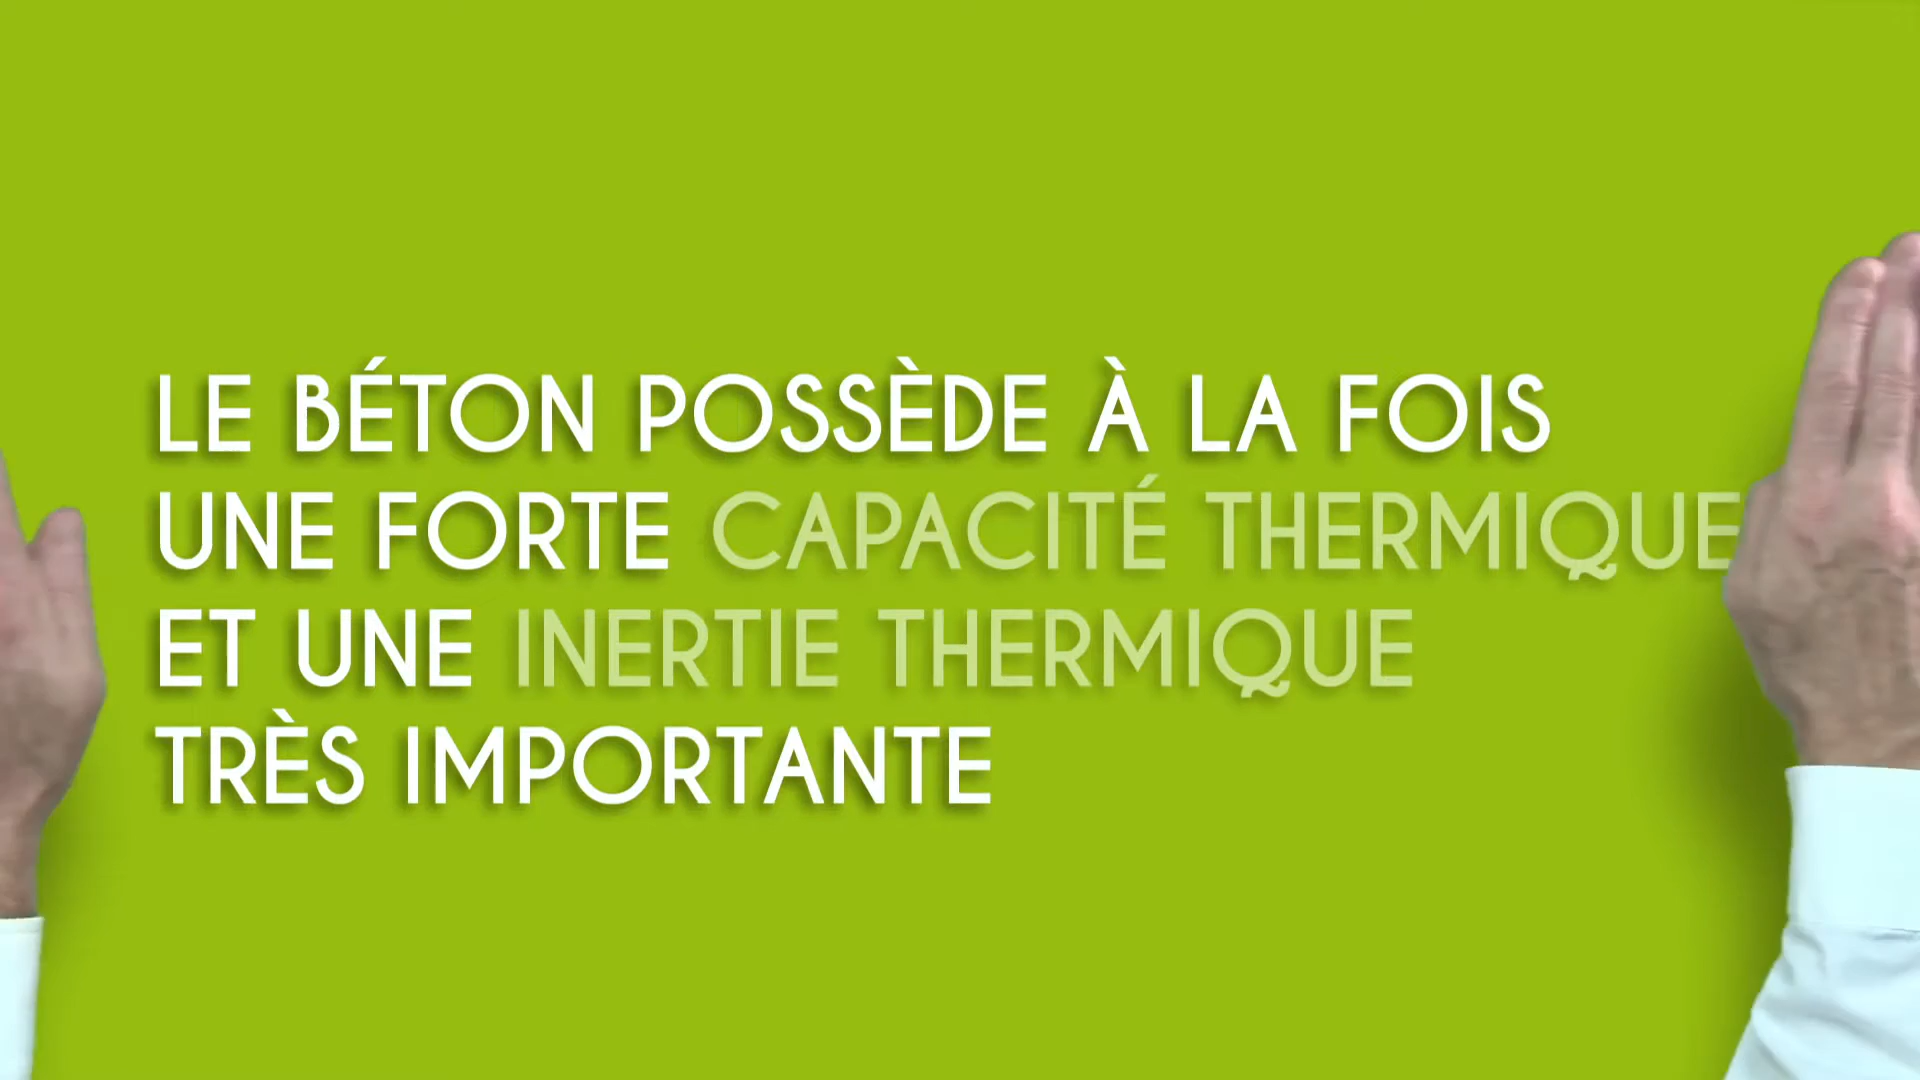 LE BÉTON POSSÈDE À LA FOIS
UNE FORTE CAPACITÉ THERMIQUE
ET UNE INERTIE THERMIQUE
TRÈS IMPORTANTE